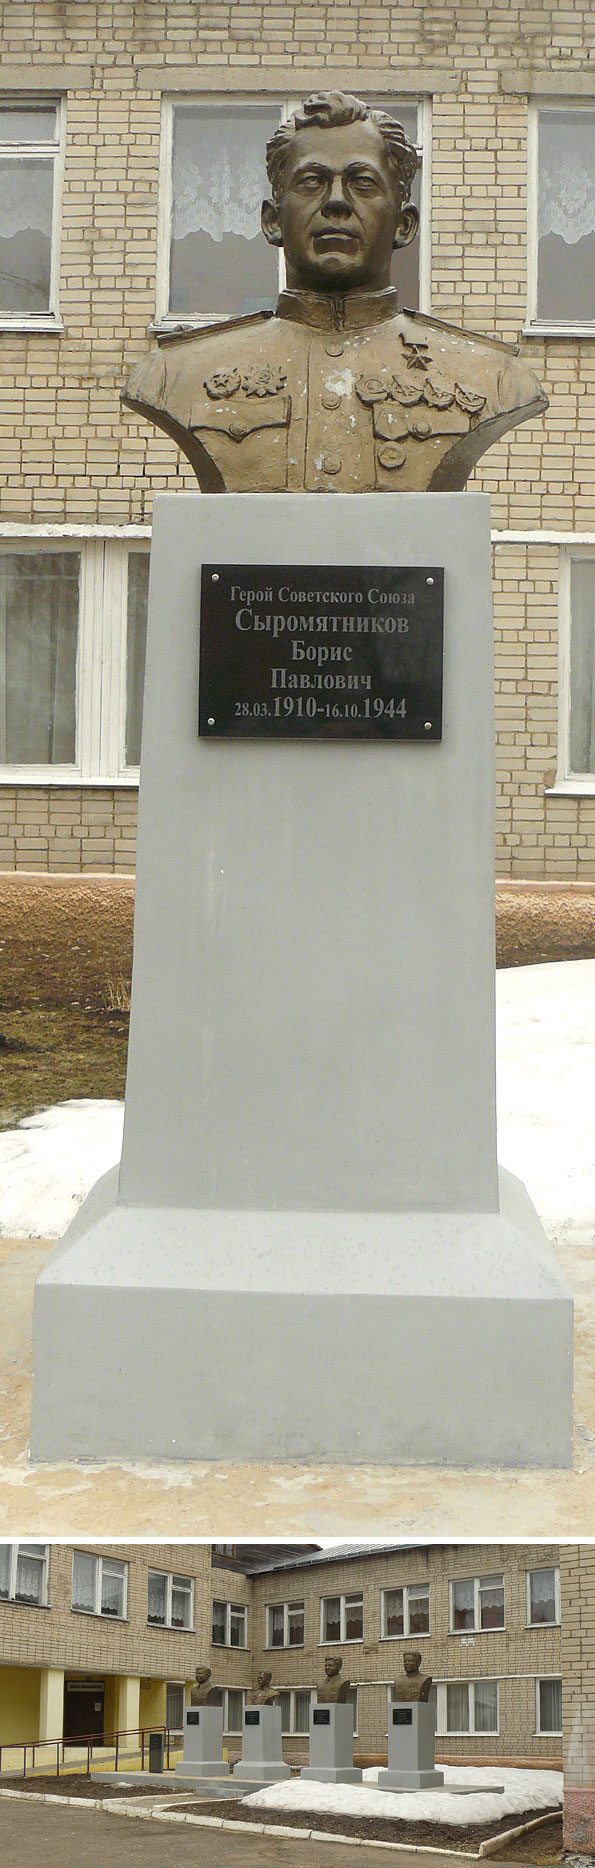 Герой Советского Союза
Сыромятников
Борис
Павлович
28.03.1910-16.10.1944